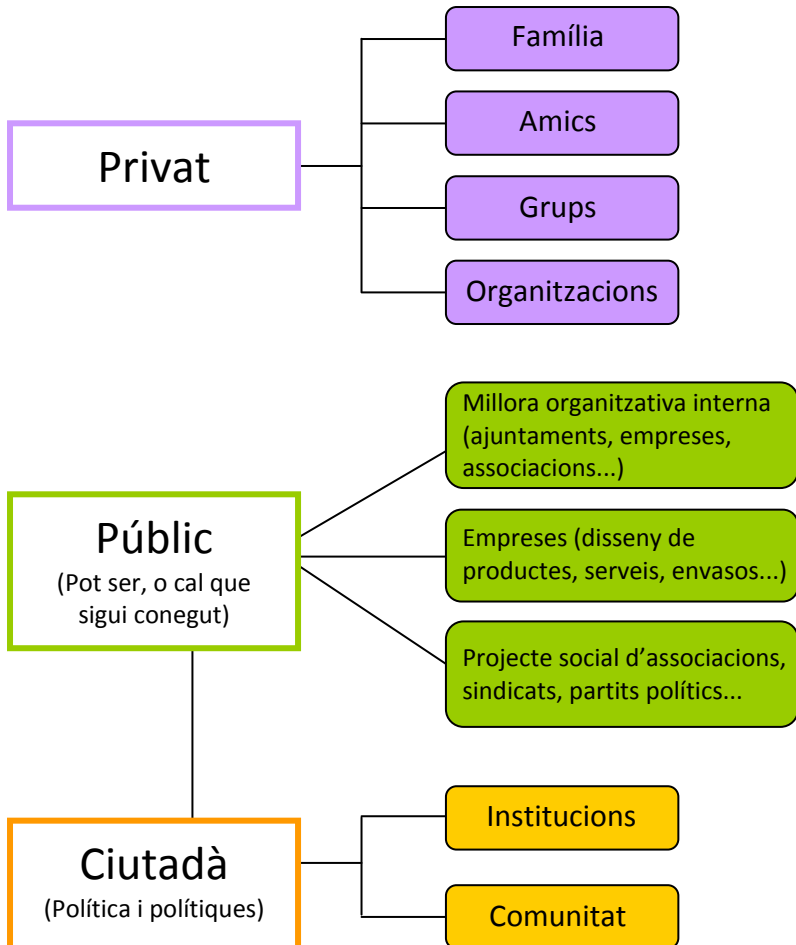 Família
Amics
Privat
Grups
Organitzacions
Millora organitzativa interna
(ajuntaments, empreses,
associacions...)
Públic
(Pot ser, o cal que
sigui conegut)
Empreses (disseny de
productes, serveis, envasos...)
Projecte social d’associacions,
sindicats, partits polítics...
Institucions
Ciutadà
(Política i polítiques)
Comunitat